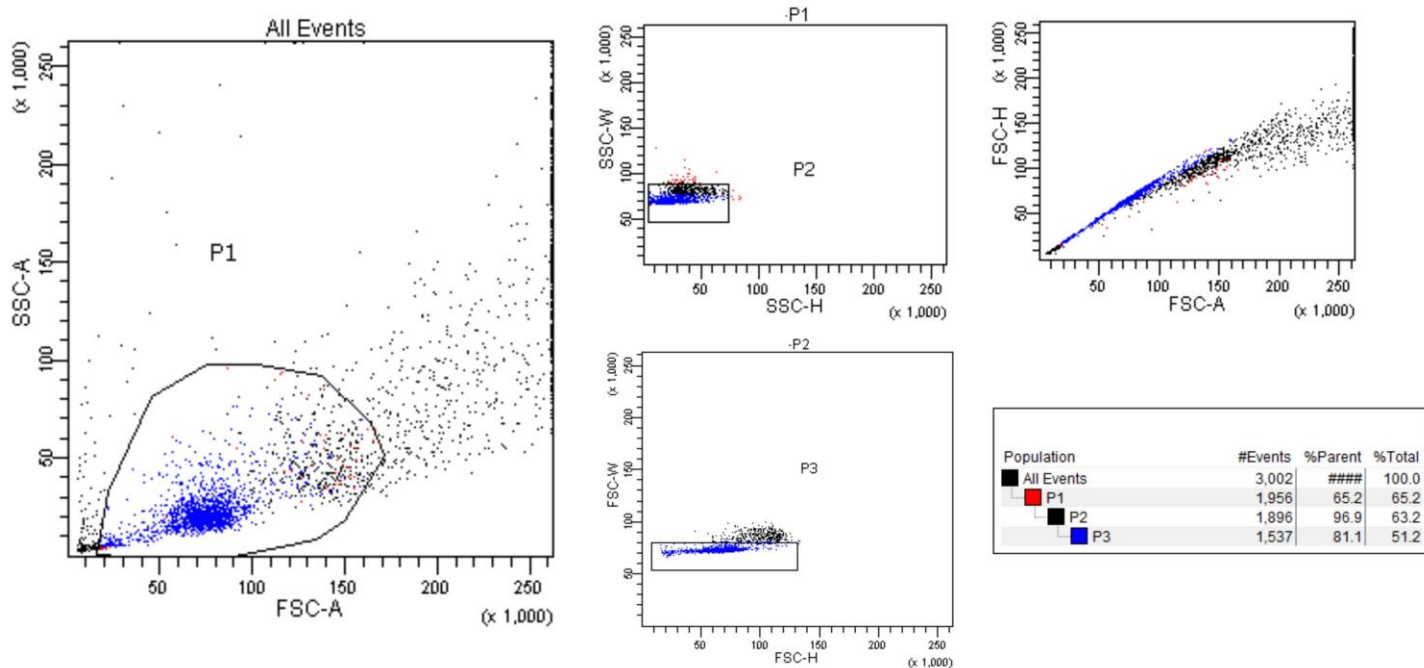 All Events
(x 1,000)
250
200
150
100
50
SSC-A
P1
50
100
150
200
250
FSC-A
(x 1,000)
-P1
(x 1,000)
250
200
150
100
50
SSC-W
P2
50
100
150
200
250
SSC-H
(x 1,000)
(x 1,000)
250
200
150
100
50
FSC-H
50
100
150
200
250
FSC-A
(x 1,000)
-P2
(x 1,000)
250
200
150
100
50
FSC-W
P3
50
100
150
200
250
FSC-H
(x 1,000)
Population #Events %Parent %Total
All Events 3,002 #### 100.0
P1 1,956 65.2 65.2
P2 1,896 96.9 63.2
P3 1,537 81.1 51.2